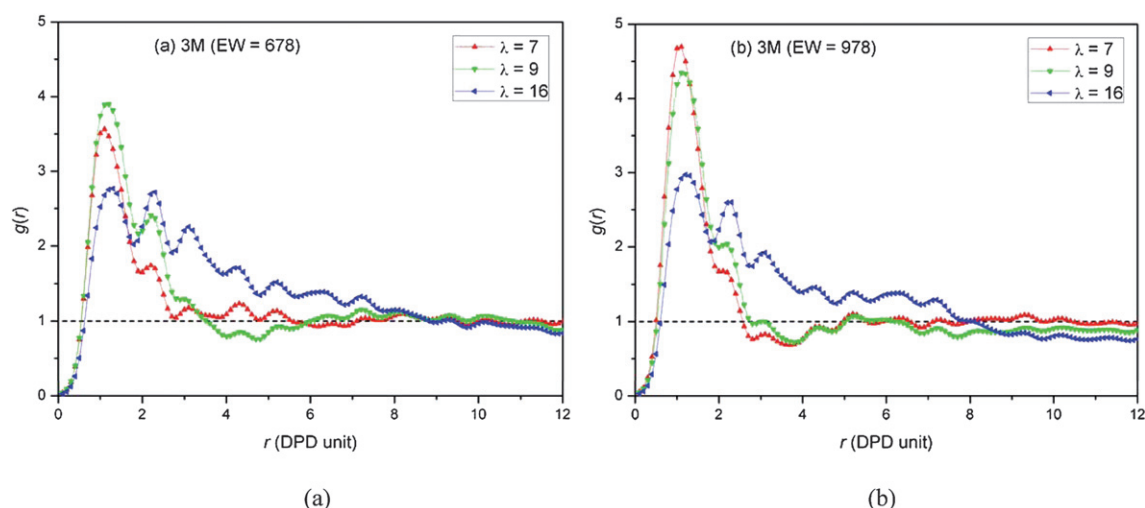 (a) 3M (EW = 678)
λ = 7
λ = 9
λ = 16
5
4
3
2
1
0
g(r)
0 2 4 6 8 10 12
r (DPD unit)
(a)
(b) 3M (EW = 978)
λ = 7
λ = 9
λ = 16
5
4
3
2
1
0
g(r)
0 2 4 6 8 10 12
r (DPD unit)
(b)